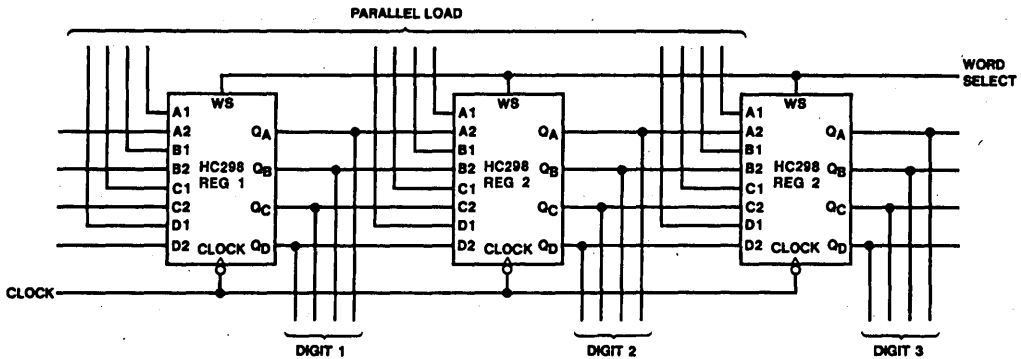 PARALLEL LOAD
WORD
SELECT
WS
A1
A2
B1
B2
C1
C2
D1
D2
HC298
REG 1
QA
QB
QC
QD
CLOCK
WS
A1
A2
B1
B2
C1
C2
D1
D2
HC298
REG 2
QA
QB
QC
QD
CLOCK
WS
A1
A2
B1
B2
C1
C2
D1
D2
HC298
REG 2
QA
QB
QC
QD
CLOCK
CLOCK
DIGIT 1
DIGIT 2
DIGIT 3